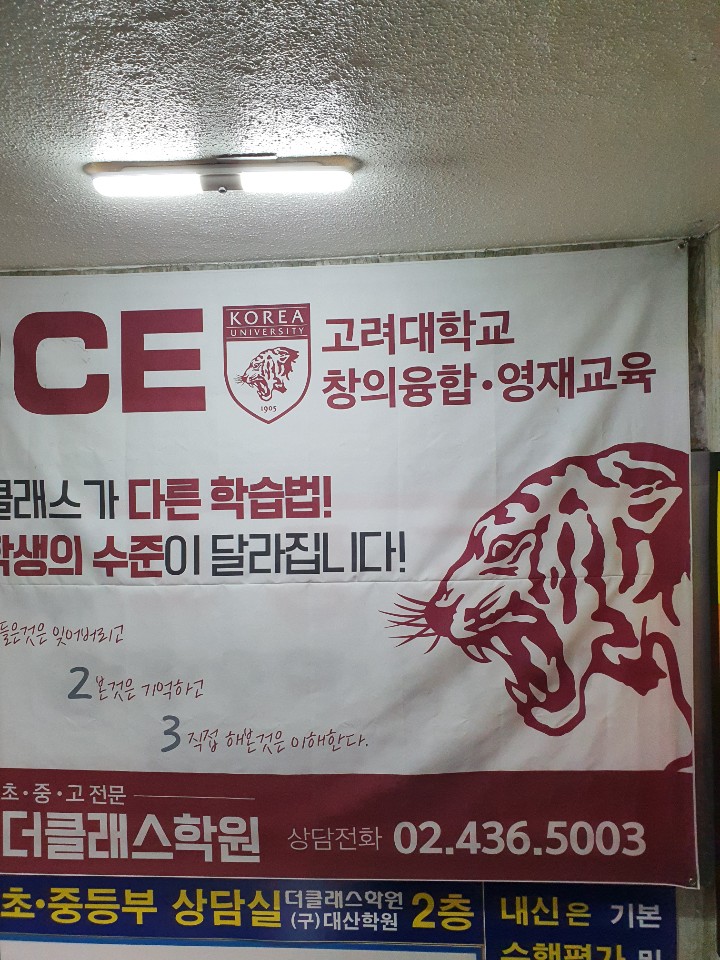 CE
KOREA
UNIVERSITY
1905
고려대학교
창의융합·영재교육
클래스가 다른 학습법!
학생의 수준이 달라집니다!
들은것은 잊어버리고
2 본것은 기억하고
3 직접 해본것은 이해한다.
초·중·고 전문
더클래스학원 상담전화 02.436.5003
초·중등부 상담실 더클래스학원 (구)대산학원 2층
내신은 기본
수행평가 및